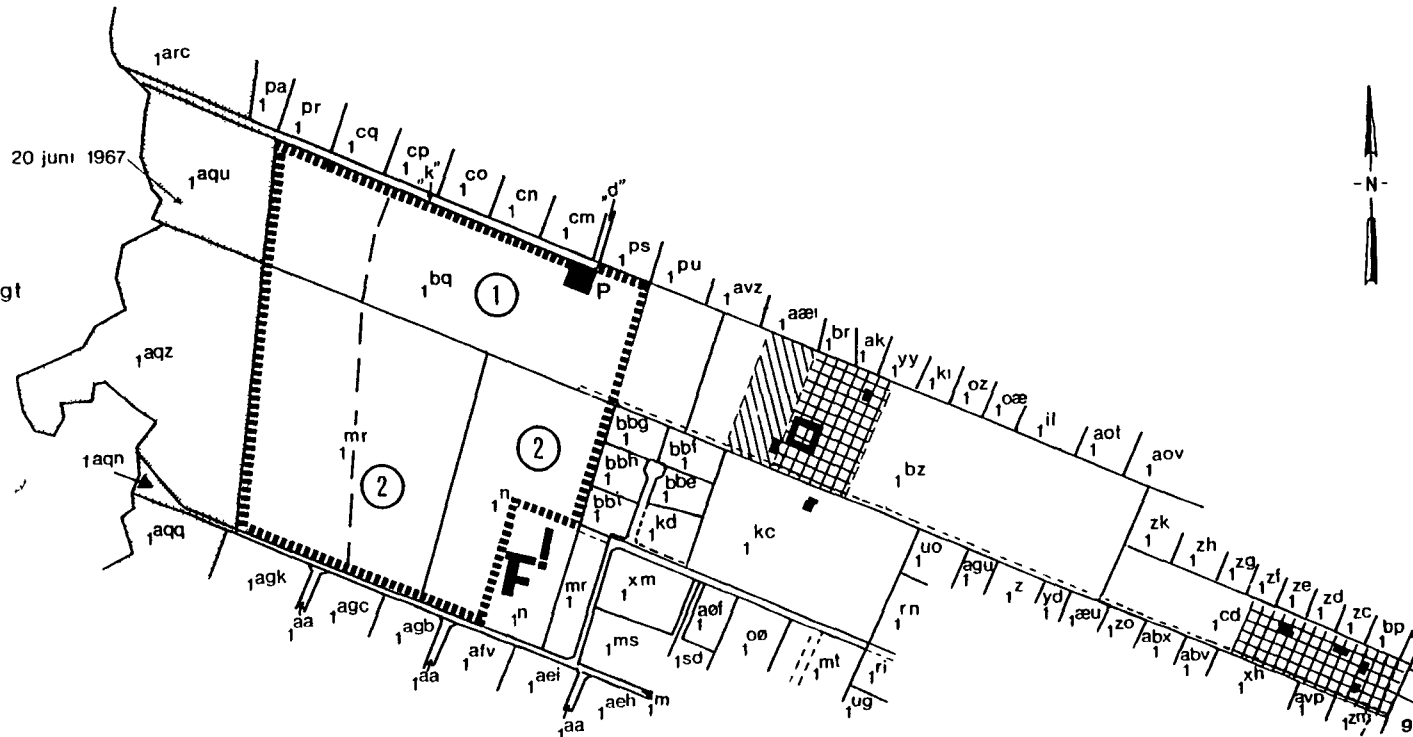 1arc
1pa
1pr
1cq
1cp
„k”
1co
1cn
„d”
1cm
20 juni 1967
1aqu
1ps
1pu
1avz
-N-
1bq
1
P
1aæi
1br
1ak
1yy
1ki
1oz
1oæ
1il
1aot
1aov
gt
1aqz
1mr
2
2
1bbg
1bbf
1bbh
1bbe
1bbi
1kd
1bz
1kc
1aqn
1aqq
1n
1n
1mr
1xm
1aøf
1oø
1ms
1sd
1mt
1ri
1rn
1ug
1uo
1agu
1z
1yd
1æu
1zo
1abx
1abv
1zk
1zh
1zg
1zf
1ze
1zd
1zc
1bp
1cd
1xh
1avp
1zm
9
1agk
1aa
1agc
1agb
1aa
1afv
1aei
1aa
1aeh
1m